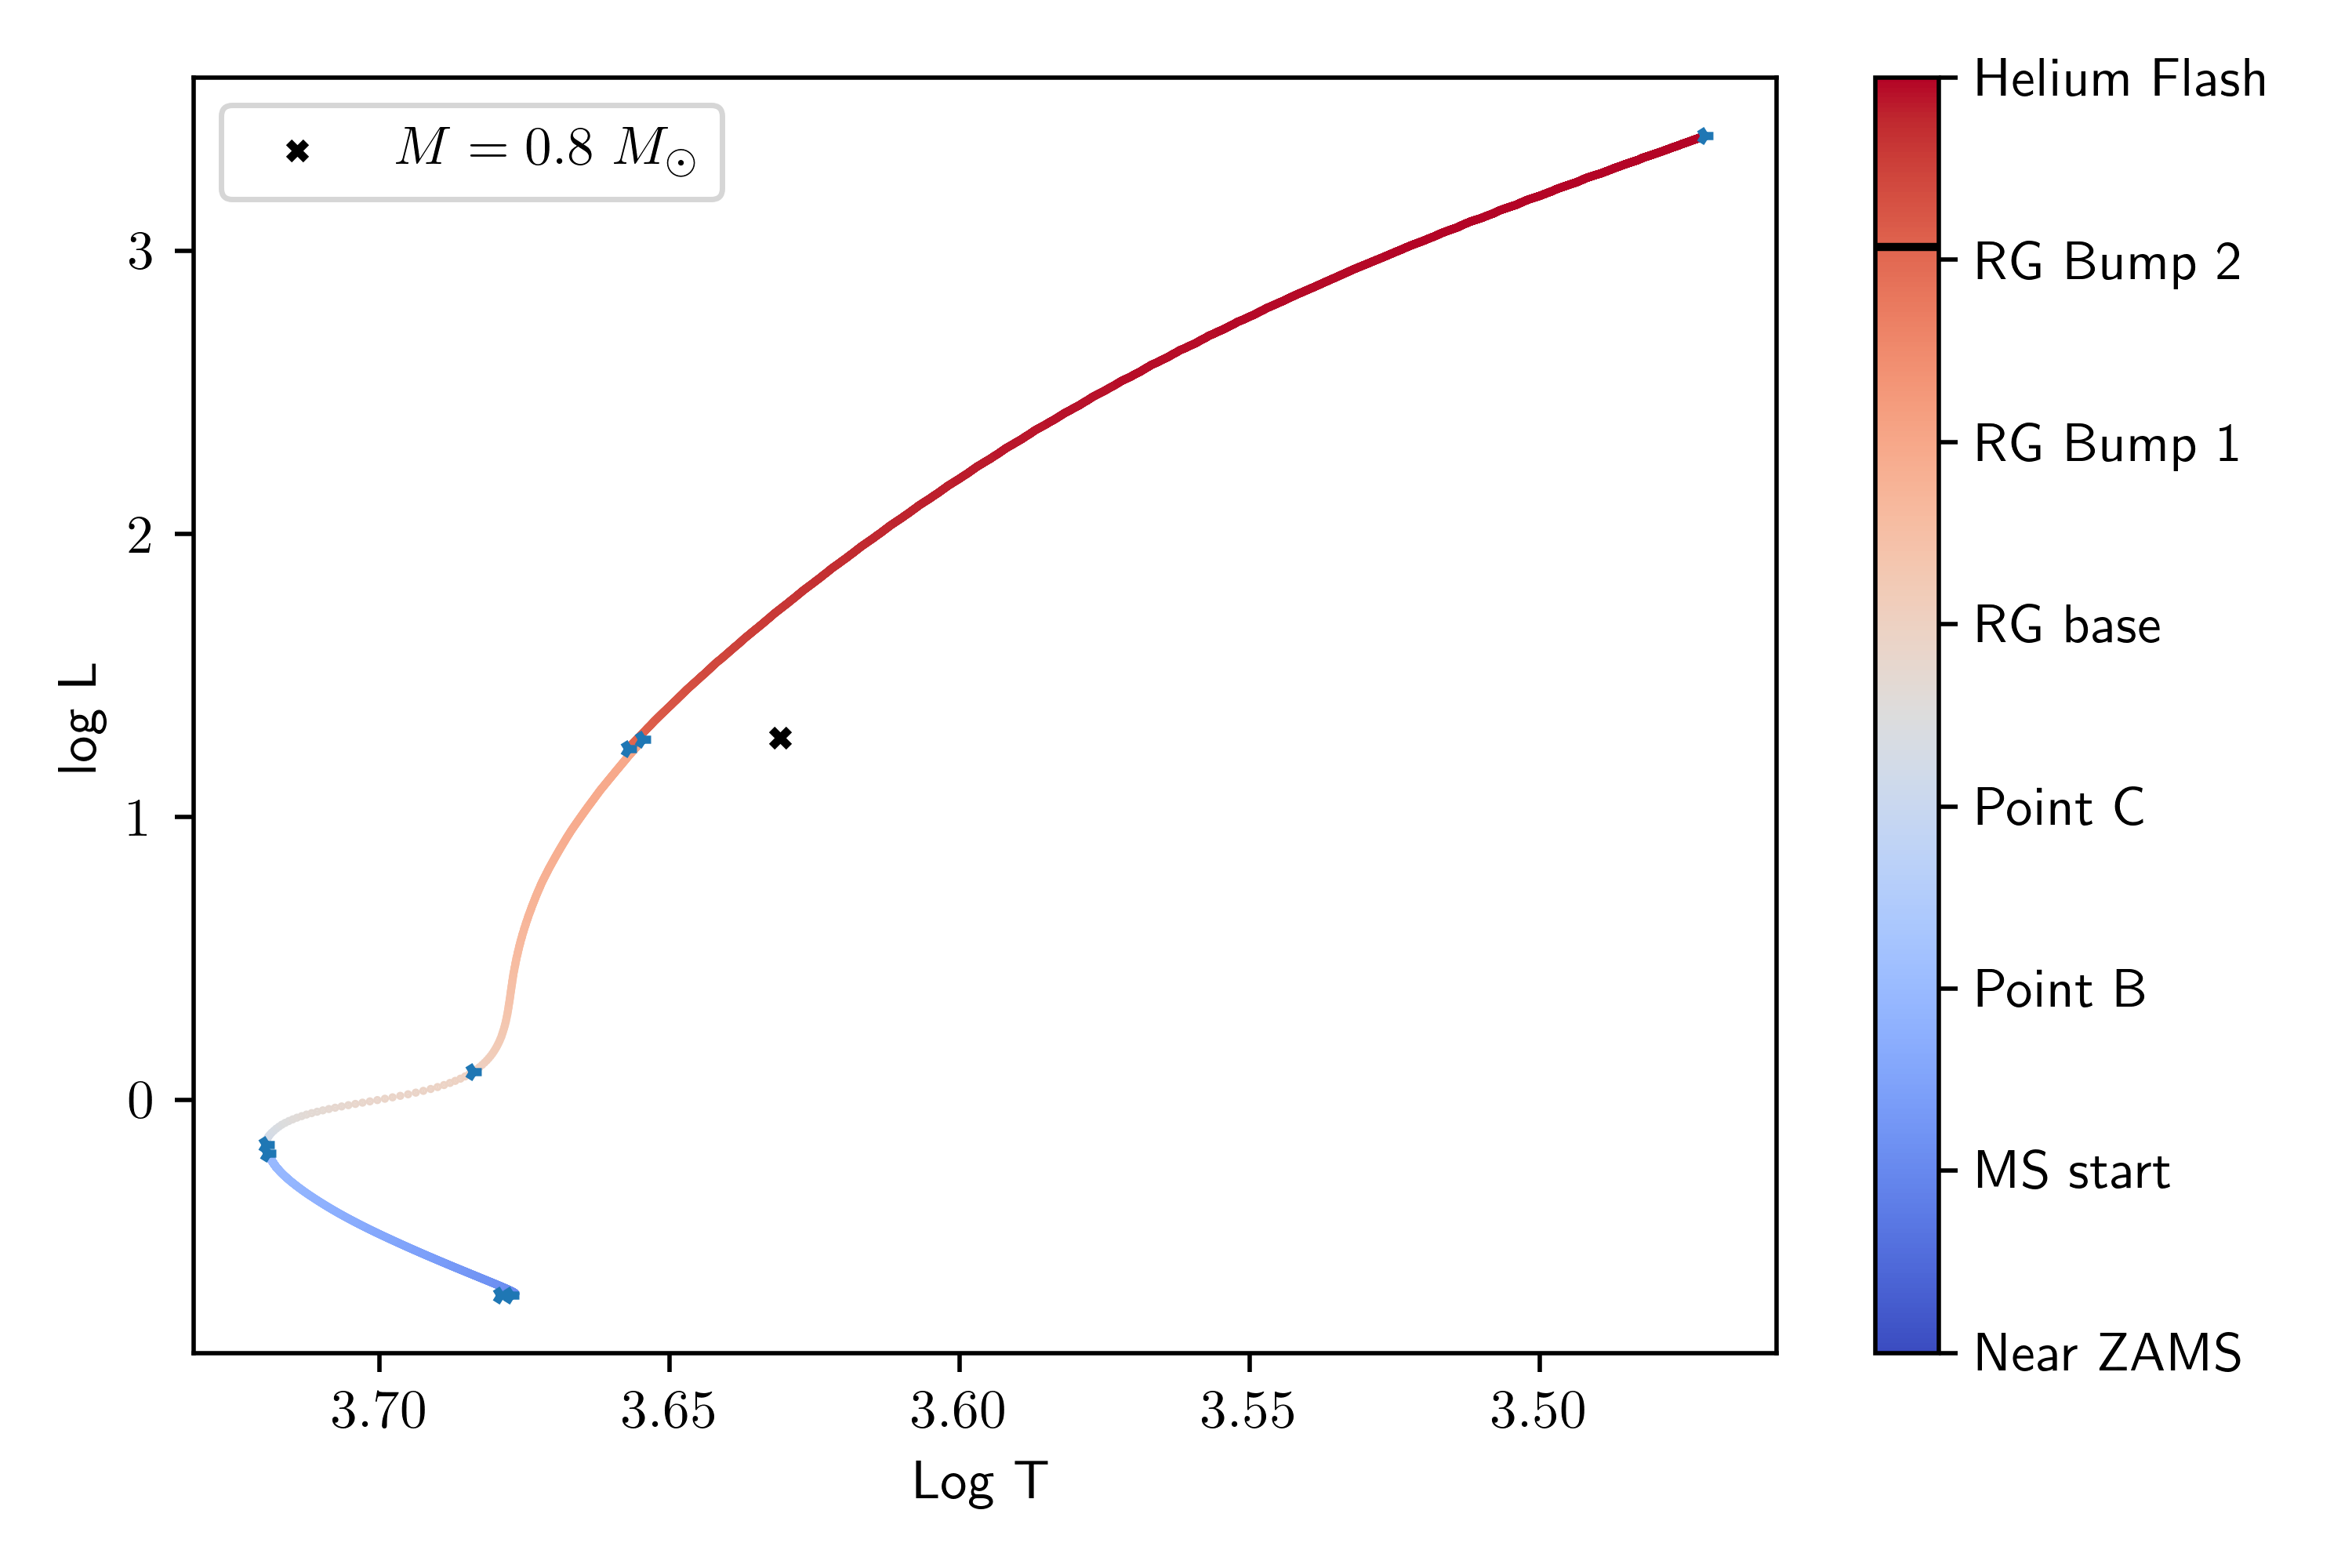 M = 0.8 M⊙
3
2
1
0
log L
3.70 3.65 3.60 3.55 3.50
Log T
Helium Flash
RG Bump 2
RG Bump 1
RG base
Point C
Point B
MS start
Near ZAMS